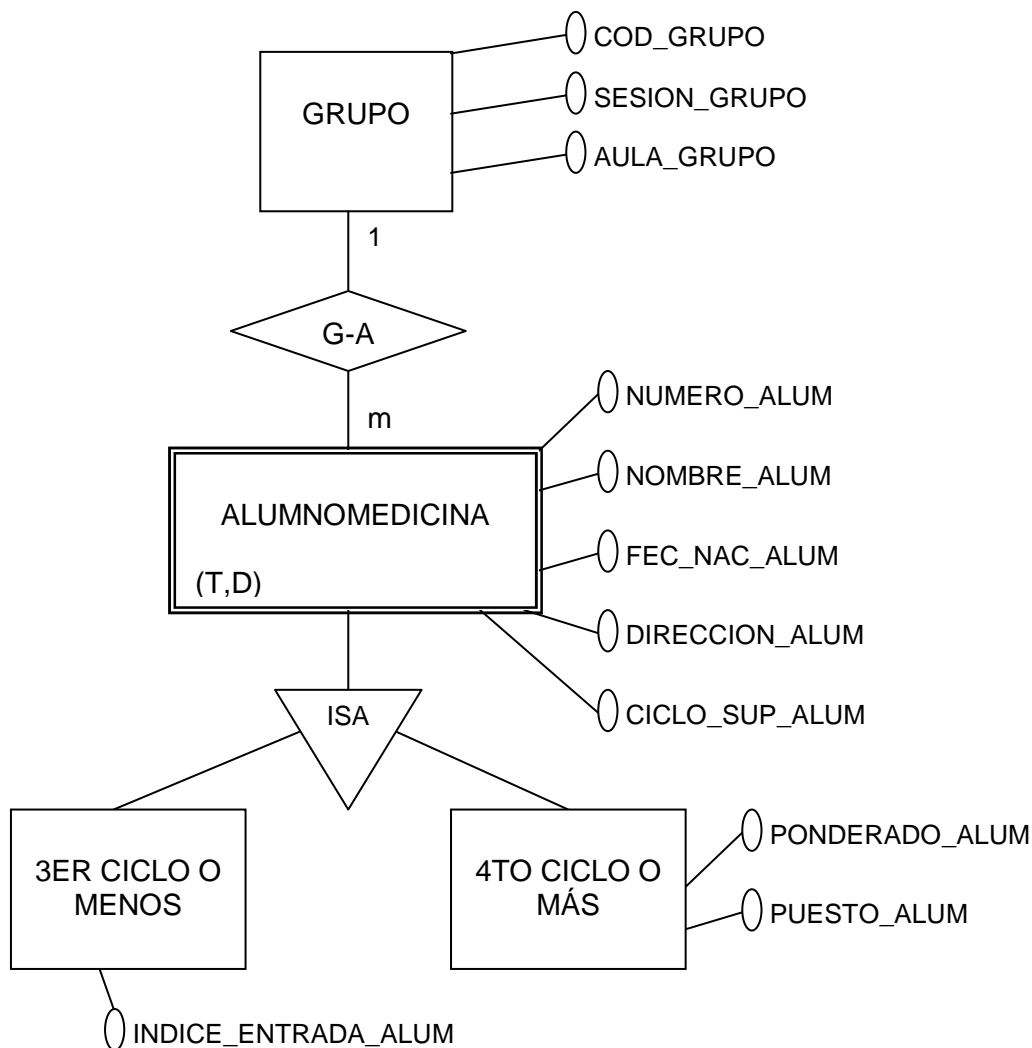 COD_GRUPO
GRUPO
SESION_GRUPO
AULA_GRUPO
1
G-A
m
NUMERO_ALUM
NOMBRE_ALUM
ALUMNOMEDICINA
FEC_NAC_ALUM
(T,D)
DIRECCION_ALUM
ISA
CICLO_SUP_ALUM
3ER CICLO O
MENOS
4TO CICLO O
MÁS
PONDERADO_ALUM
PUESTO_ALUM
INDICE_ENTRADA_ALUM